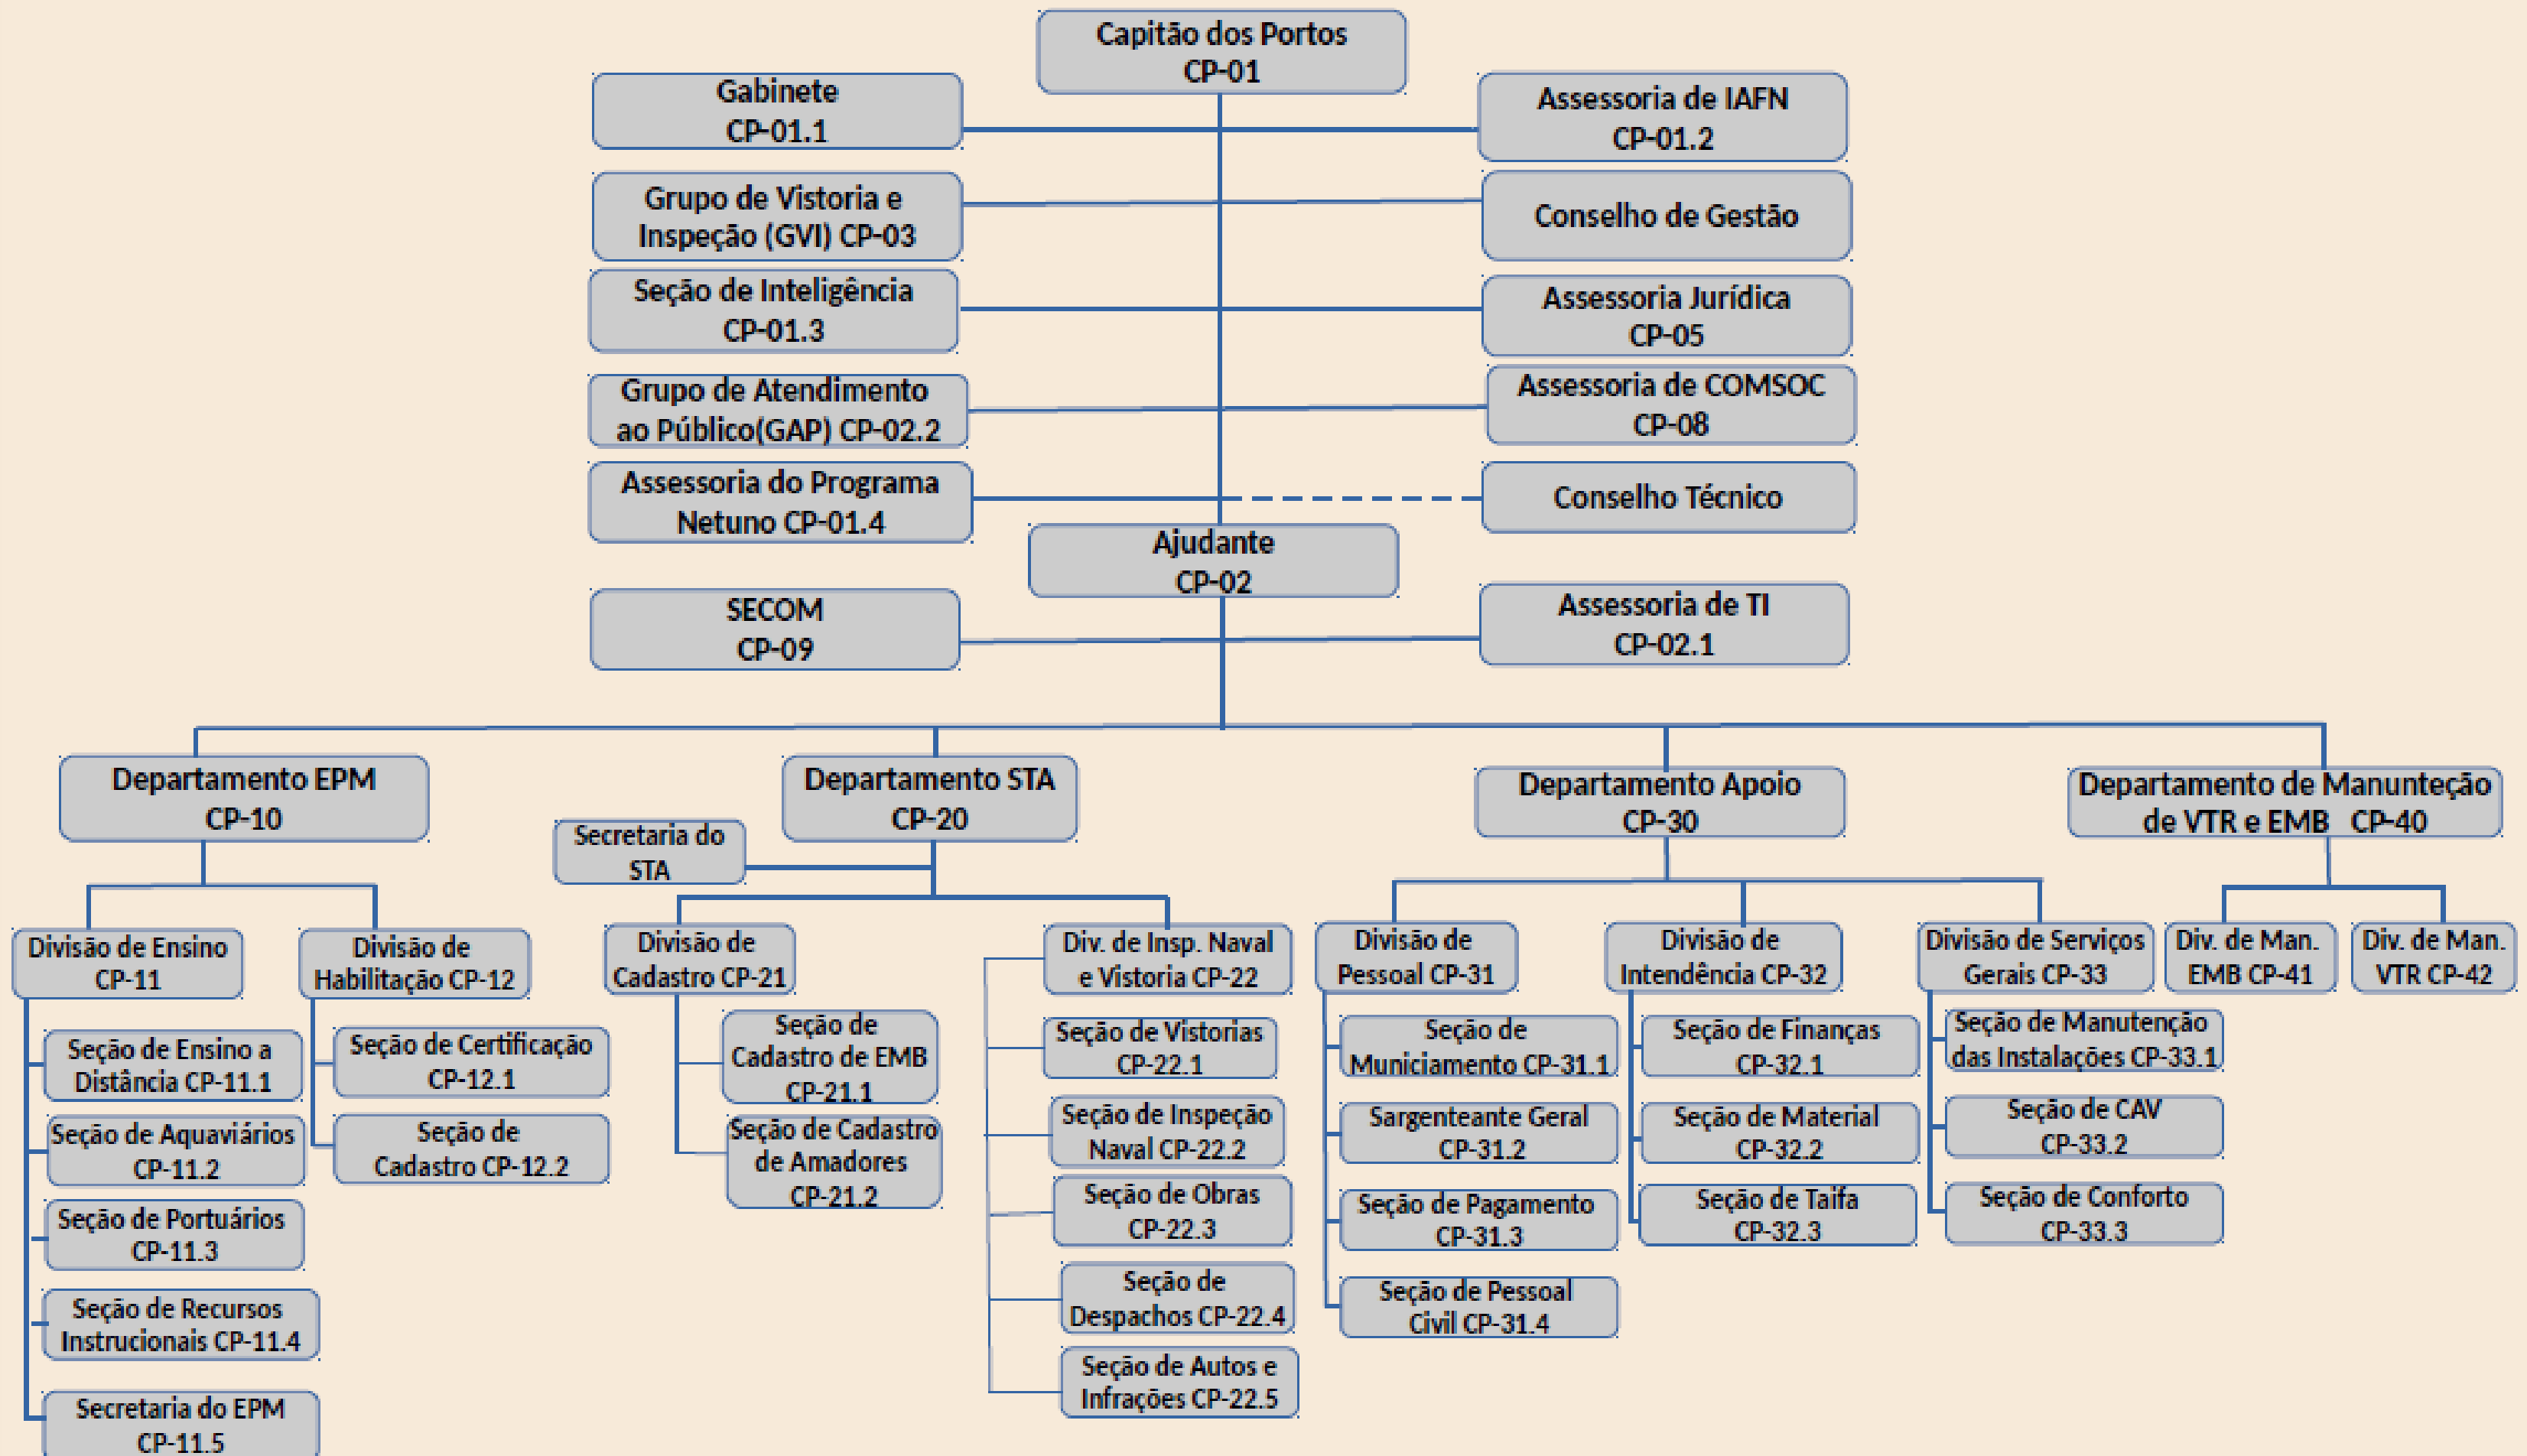 Capitão dos Portos
CP-01
Gabinete
CP-01.1
Assessoria de IAFN
CP-01.2
Grupo de Vistoria e
Inspeção (GVI) CP-03
Conselho de Gestão
Seção de Inteligência
CP-01.3
Assessoria Jurídica
CP-05
Grupo de Atendimento
ao Público(GAP) CP-02.2
Assessoria de COMSOC
CP-08
Assessoria do Programa
Netuno CP-01.4
Conselho Técnico
Ajudante
CP-02
SECOM
CP-09
Assessoria de TI
CP-02.1
Departamento EPM
CP-10
Departamento STA
CP-20
Departamento Apoio
CP-30
Departamento de Manunteção
de VTR e EMB CP-40
Secretaria do
STA
Divisão de Ensino
CP-11
Divisão de
Habilitação CP-12
Divisão de
Cadastro CP-21
Div. de Insp. Naval
e Vistoria CP-22
Divisão de
Pessoal CP-31
Divisão de
Intendência CP-32
Divisão de Serviços
Gerais CP-33
Div. de Man.
EMB CP-41
Div. de Man.
VTR CP-42
Seção de Ensino a
Distância CP-11.1
Seção de Aquaviários
CP-11.2
Seção de Portuários
CP-11.3
Seção de Recursos
Instrucionais CP-11.4
Secretaria do EPM
CP-11.5
Seção de Certificação
CP-12.1
Seção de
Cadastro CP-12.2
Seção de
Cadastro de EMB
CP-21.1
Seção de Cadastro
de Amadores
CP-21.2
Seção de Vistorias
CP-22.1
Seção de Inspeção
Naval CP-22.2
Seção de Obras
CP-22.3
Seção de
Despachos CP-22.4
Seção de Autos e
Infrações CP-22.5
Seção de
Municiamento CP-31.1
Sargenteante Geral
CP-31.2
Seção de Pagamento
CP-31.3
Seção de Pessoal
Civil CP-31.4
Seção de Finanças
CP-32.1
Seção de Material
CP-32.2
Seção de Taifa
CP-32.3
Seção de Manutenção
das Instalações CP-33.1
Seção de CAV
CP-33.2
Seção de Conforto
CP-33.3